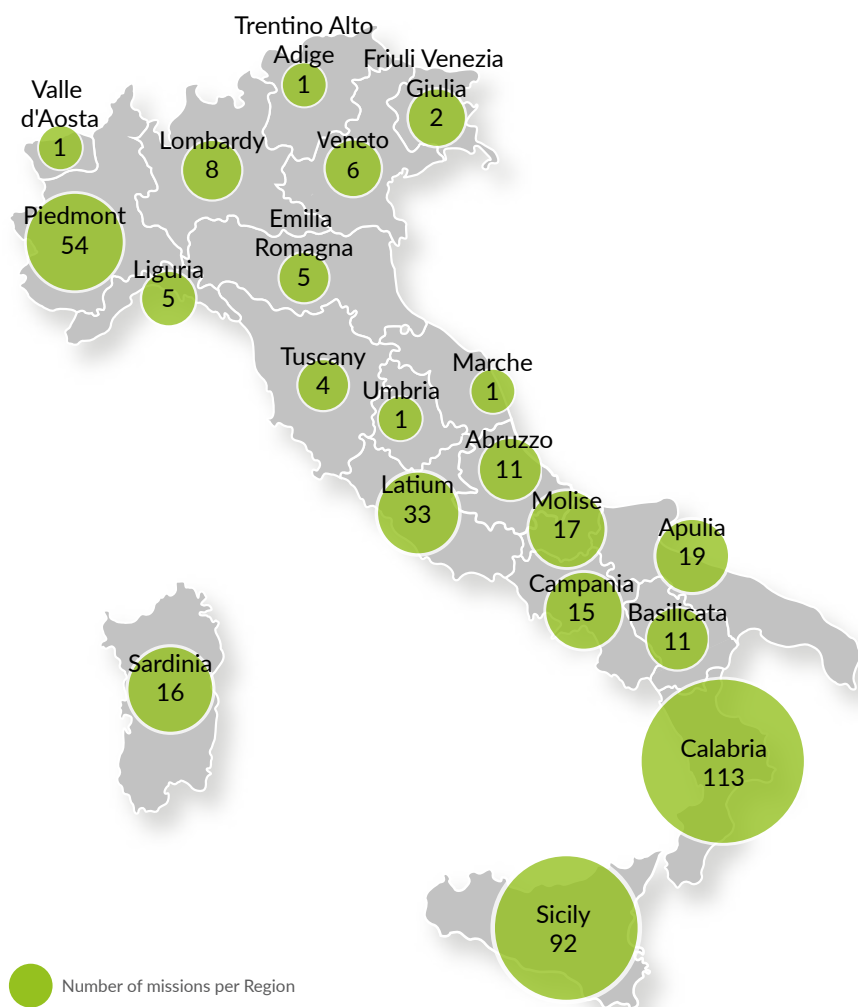 Trentino Alto
Adige
1
Friuli Venezia
Giulia
2
Valle
d'Aosta
1
Lombardy
8
Veneto
6
Piedmont
54
Emilia
Romagna
5
Liguria
5
Tuscany
4
Umbria
1
Marche
1
Abruzzo
11
Latium
33
Molise
17
Apulia
19
Campania
15
Basilicata
11
Sardinia
16
Calabria
113
Sicily
92
Number of missions per Region